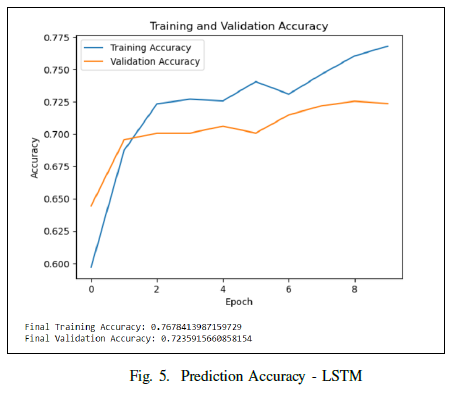 Training and Validation Accuracy
Training Accuracy
Validation Accuracy
0.775
0.750
0.725
0.700
0.675
0.650
0.625
0.600
Accuracy
0 2 4 6 8
Epoch
Final Training Accuracy: 0.7678413987159729
Final Validation Accuracy: 0.7235915660858154
Fig. 5. Prediction Accuracy - LSTM